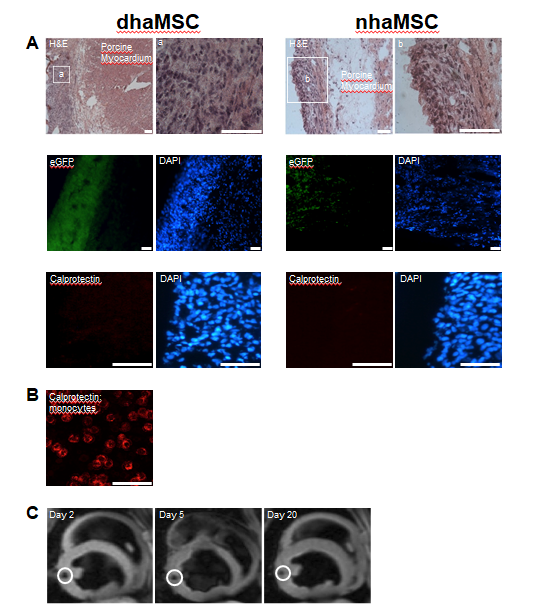 dhaMSC nhaMSC
A
H&E Porcine Myocardium a a H&E Porcine Myocardium b b
eGFP DAPI eGFP DAPI
Calprotectin DAPI Calprotectin DAPI
B
Calprotectin:
monocytes
C
Day 2 Day 5 Day 20